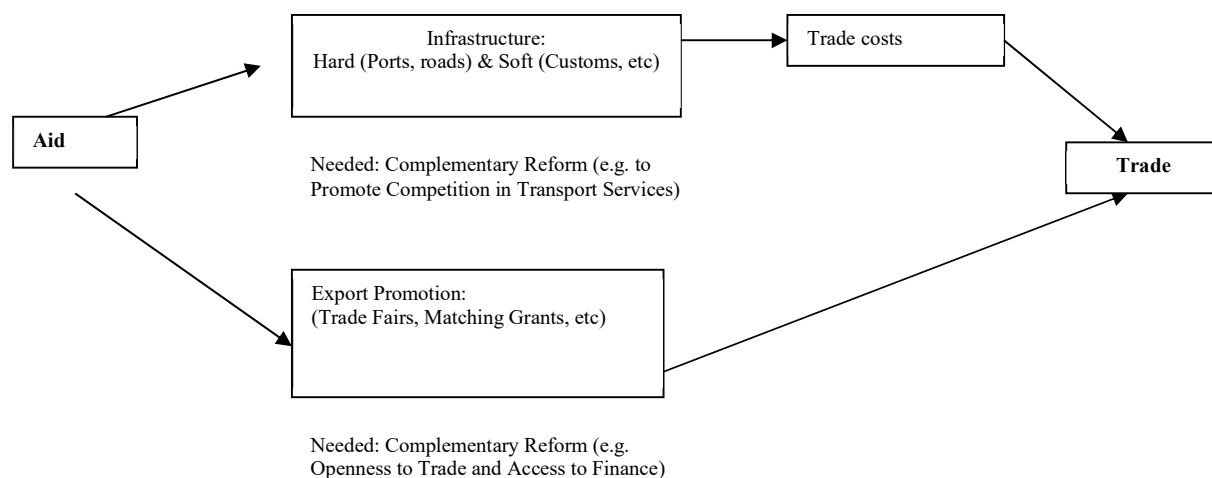 Infrastructure:
Hard (Ports, roads) & Soft (Customs, etc)
Trade costs
Aid
Needed: Complementary Reform (e.g. to
Promote Competition in Transport Services)
Trade
Export Promotion:
(Trade Fairs, Matching Grants, etc)
Needed: Complementary Reform (e.g.
Openness to Trade and Access to Finance)